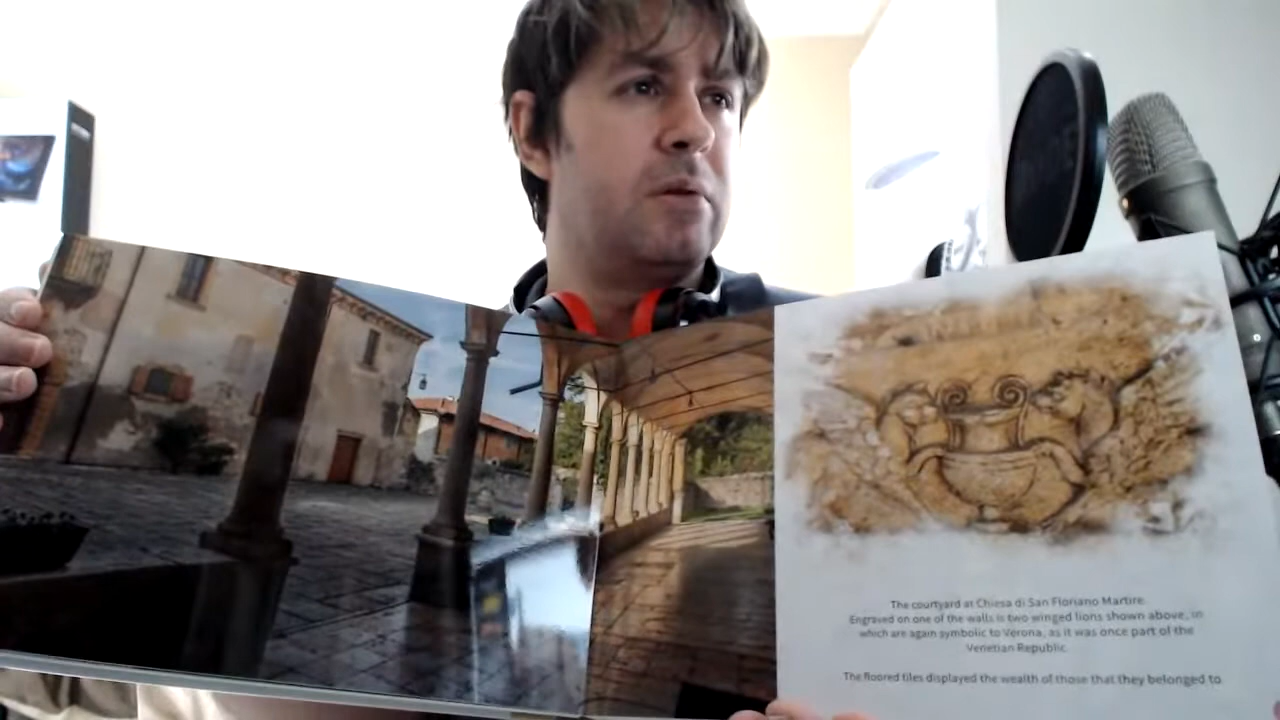 The courtyard at Chiesa di San Floriano Martire.
Engraved on one of the walls is two winged lions shown above, in
which are again symbolic to Verona, as it was once part of the
Venetian Republic.
The floored tiles displayed the wealth of those that they belonged to